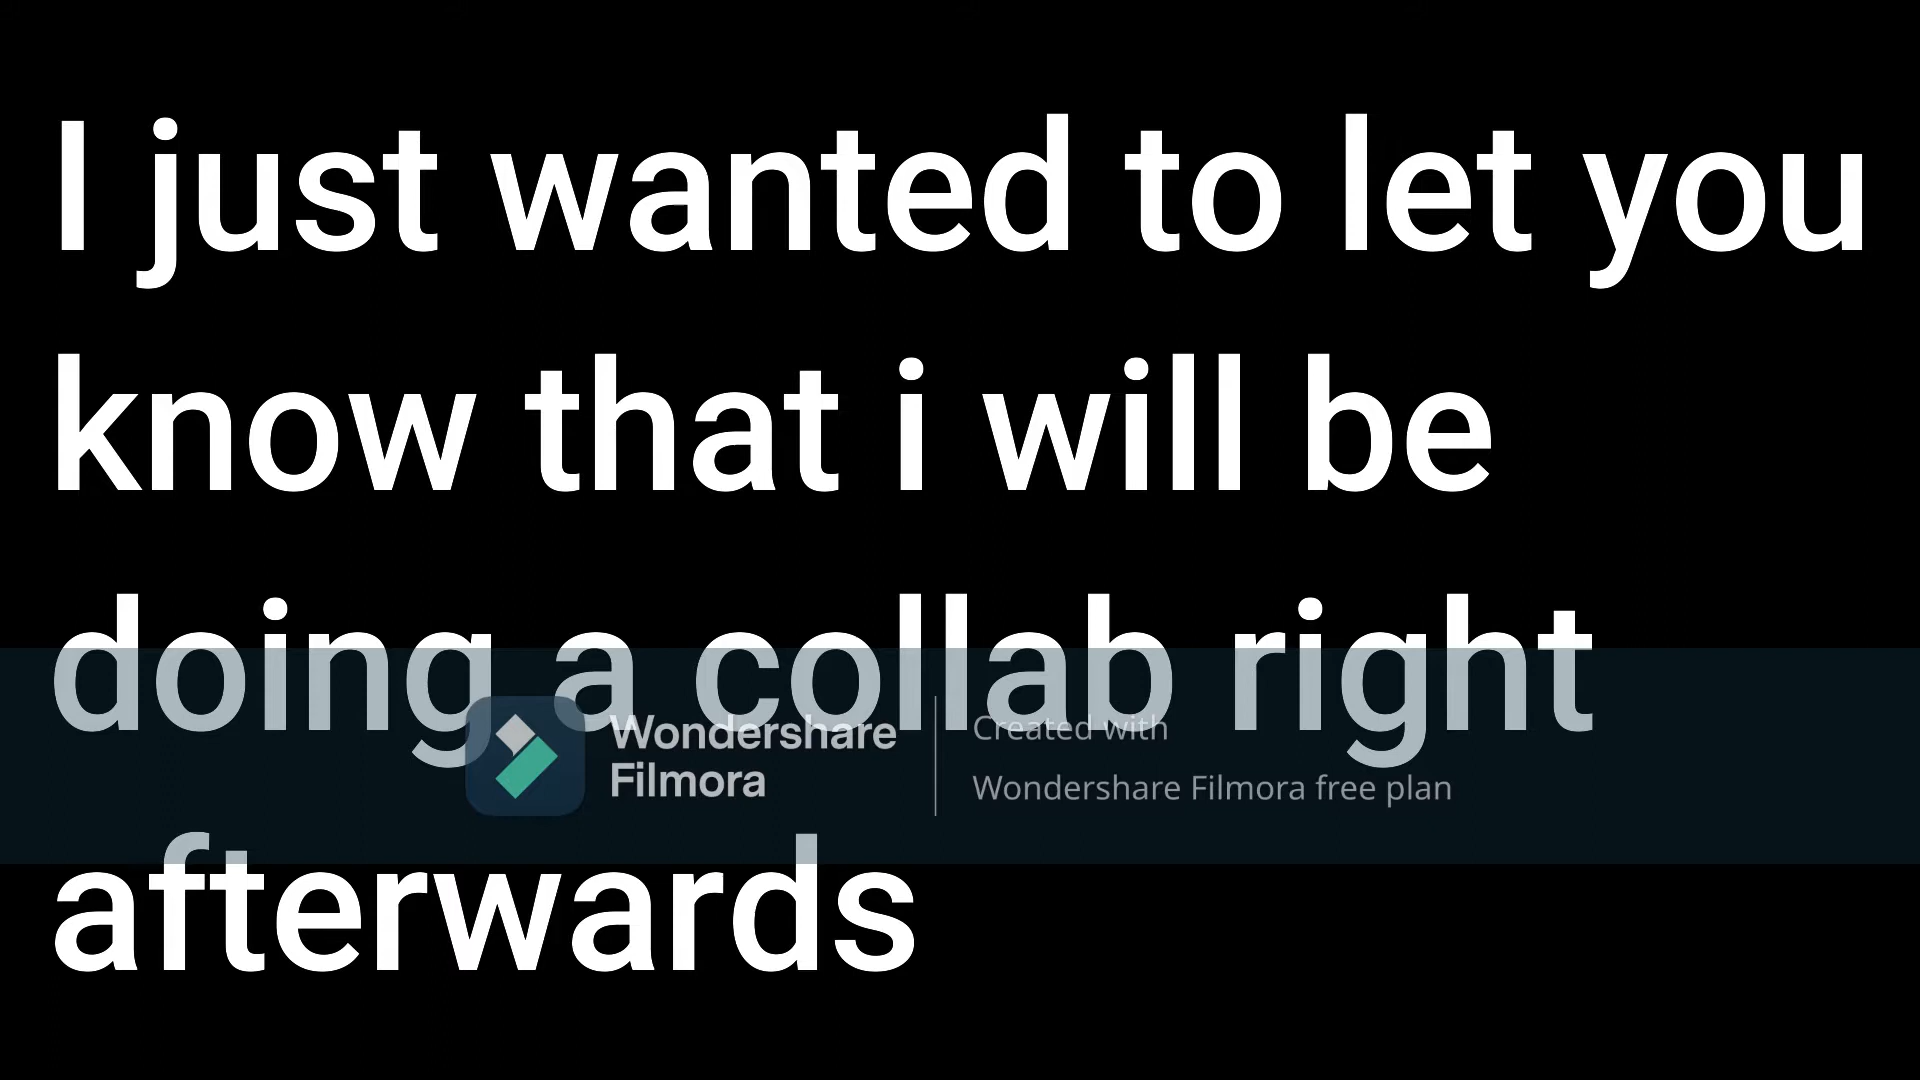 I just wanted to let you
know that i will be
doing a collab right
Wondershare
Filmora
Created with
Wondershare Filmora free plan
afterwards